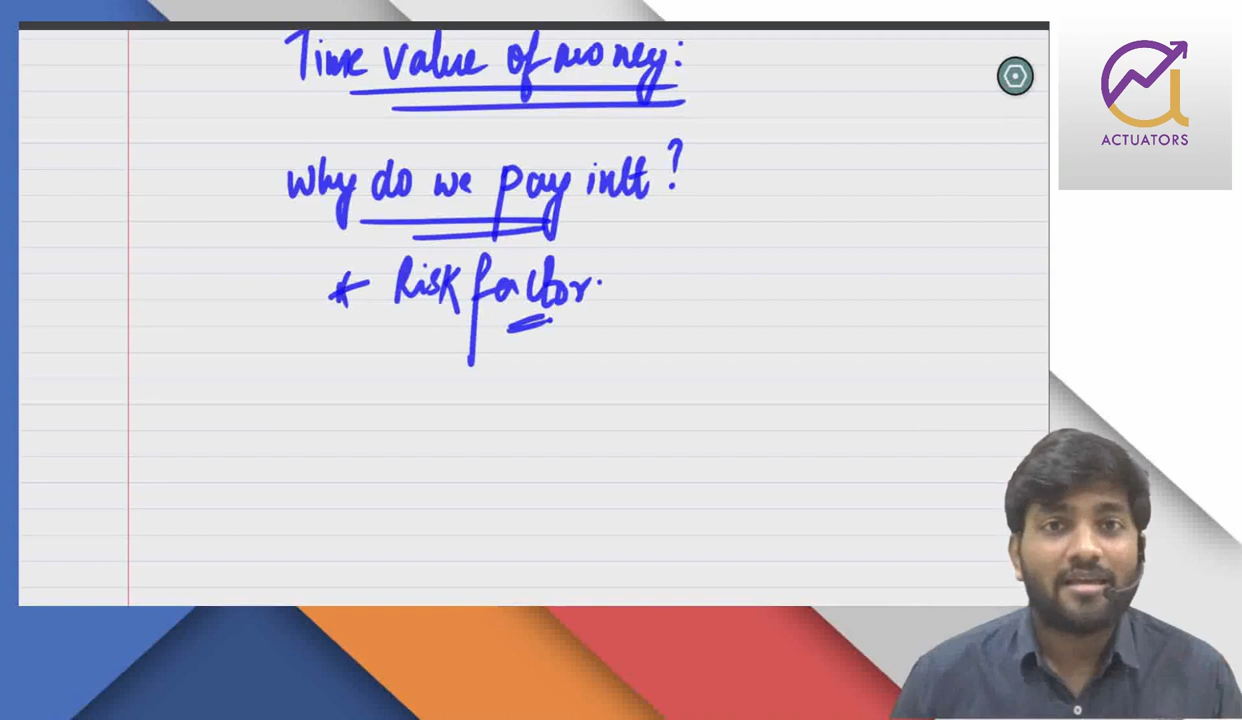 Time value of money:
why do we pay intt?
* Risk factor.
ACTUATORS